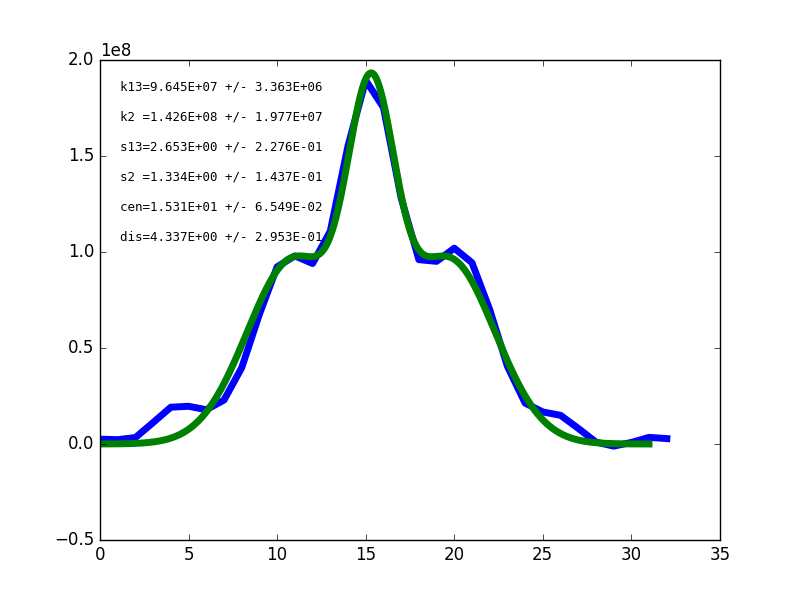 1e8
2.0
k13=9.645E+07 +/- 3.363E+06
k2 =1.426E+08 +/- 1.977E+07
1.5
s13=2.653E+00 +/- 2.276E-01
s2 =1.334E+00 +/- 1.437E-01
cen=1.531E+01 +/- 6.549E-02
1.0
dis=4.337E+00 +/- 2.953E-01
0.5
0.0
−0.5
0 5 10 15 20 25 30 35